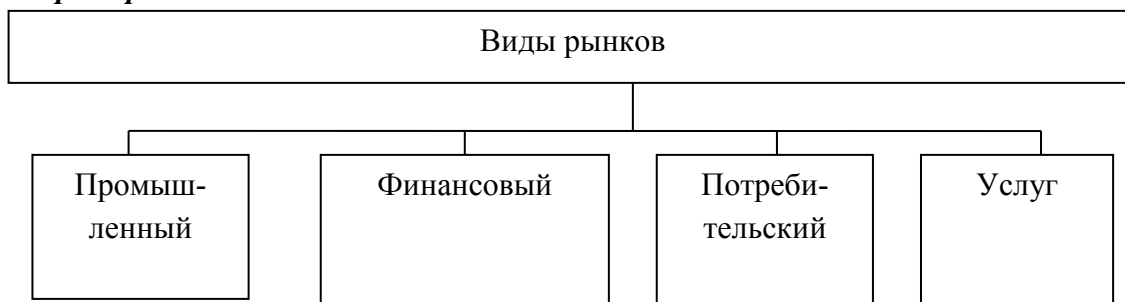 Виды рынков
Промыш-
ленный
Финансовый
Потреби-
тельский
Услуг